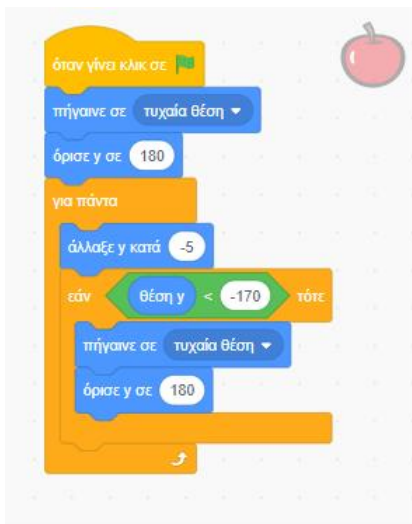 όταν γίνει κλικ σε
πήγαινε σε τυχαία θέση
όρισε y σε 180
για πάντα
άλλαξε y κατά -5
εάν θέση y < -170 τότε
πήγαινε σε τυχαία θέση
όρισε y σε 180